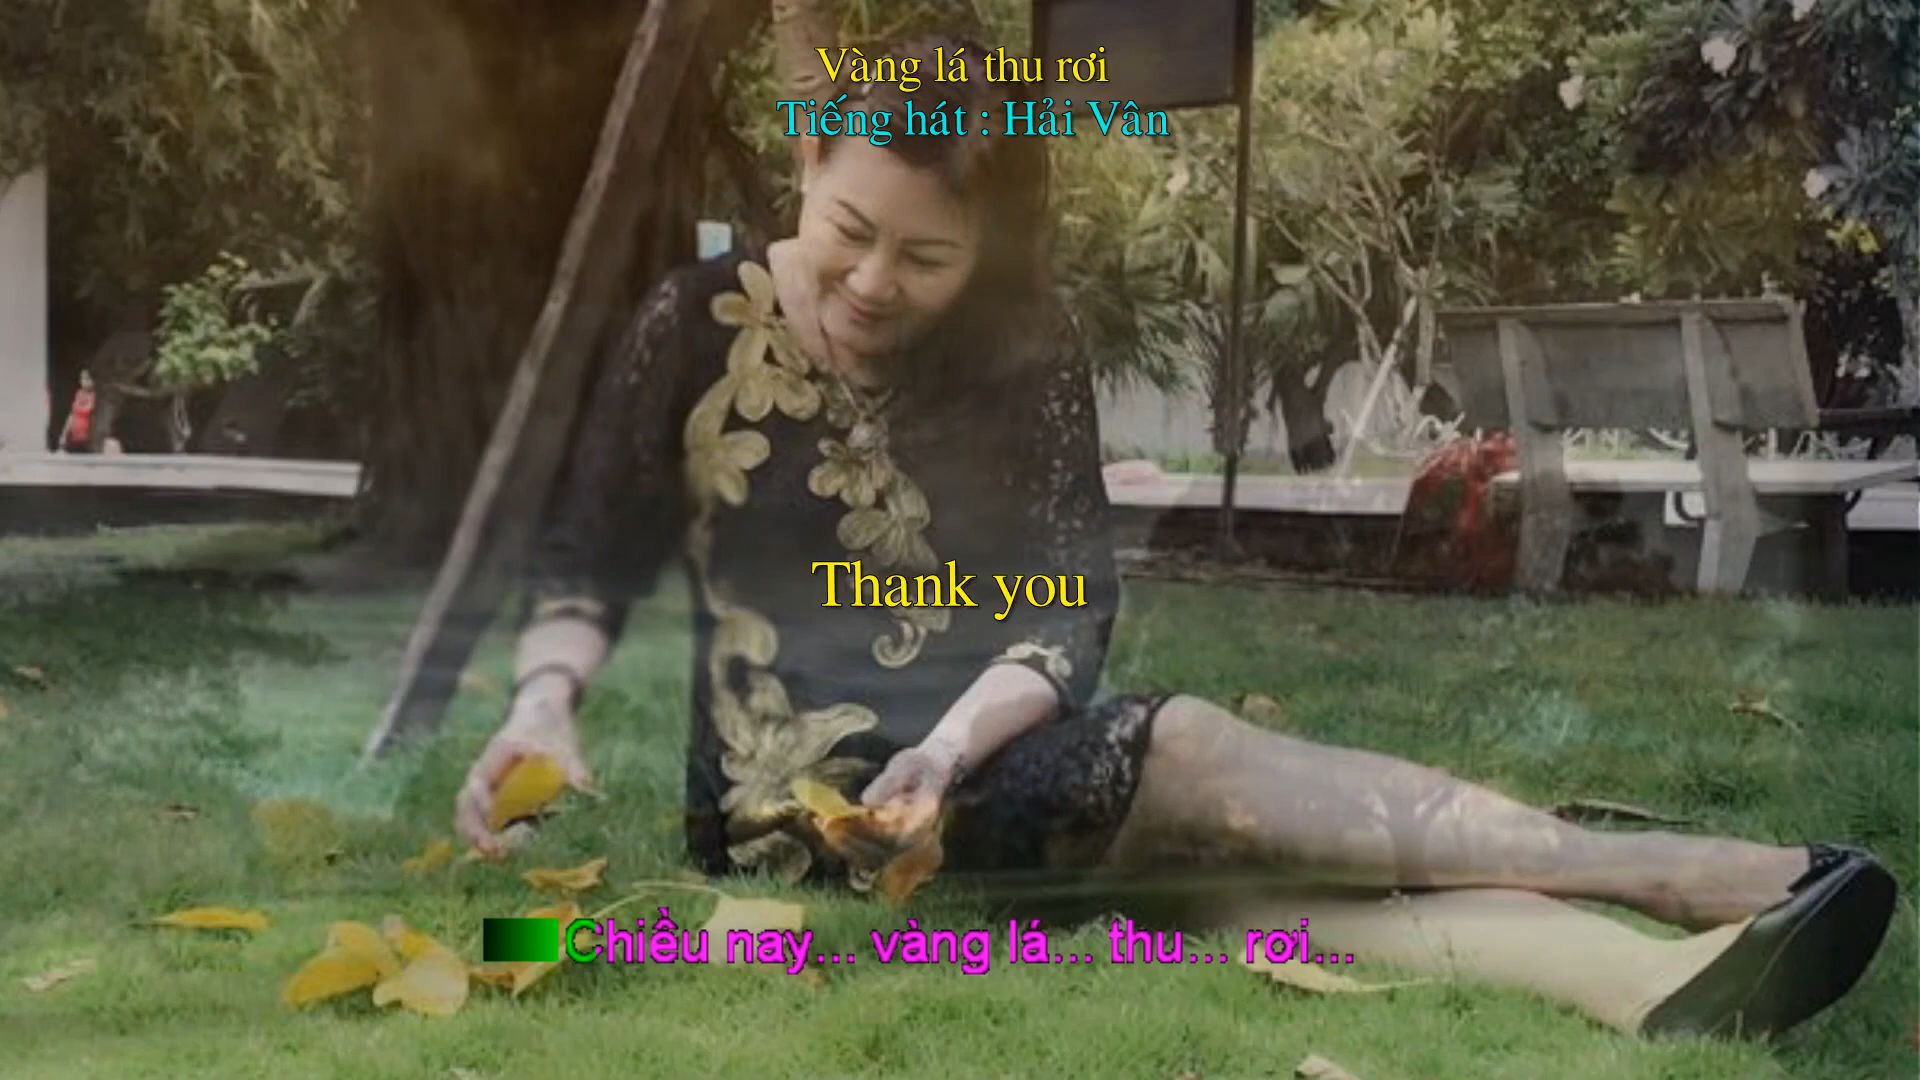 Vàng lá thu rơi
Tiếng hát : Hải Vân
Thank you
Chiều nay... vàng lá... thu... rơi...